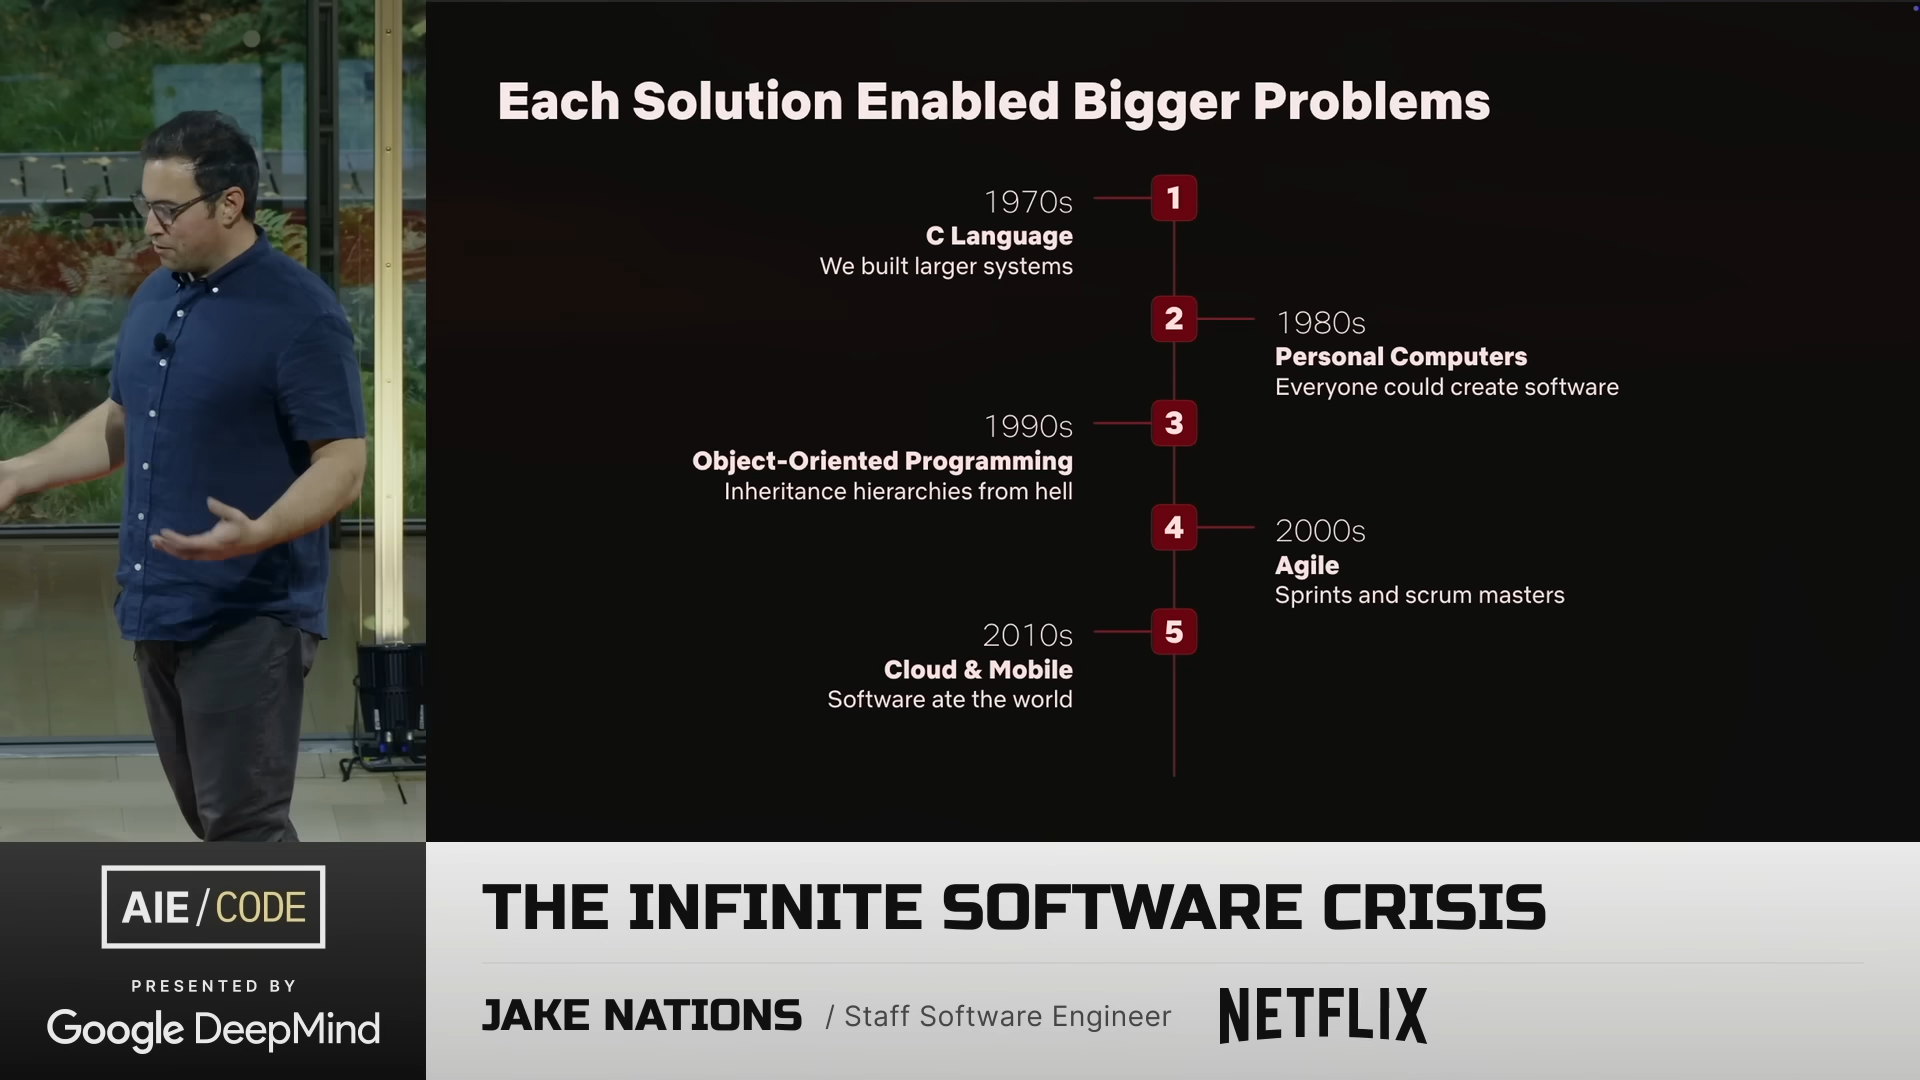 Each Solution Enabled Bigger Problems
1
1970s
C Language
We built larger systems
2
1980s
Personal Computers
Everyone could create software
3
1990s
Object-Oriented Programming
Inheritance hierarchies from hell
4
2000s
Agile
Sprints and scrum masters
5
2010s
Cloud & Mobile
Software ate the world
AIE/CODE
PRESENTED BY
Google DeepMind
THE INFINITE SOFTWARE CRISIS
JAKE NATIONS / Staff Software Engineer NETFLIX